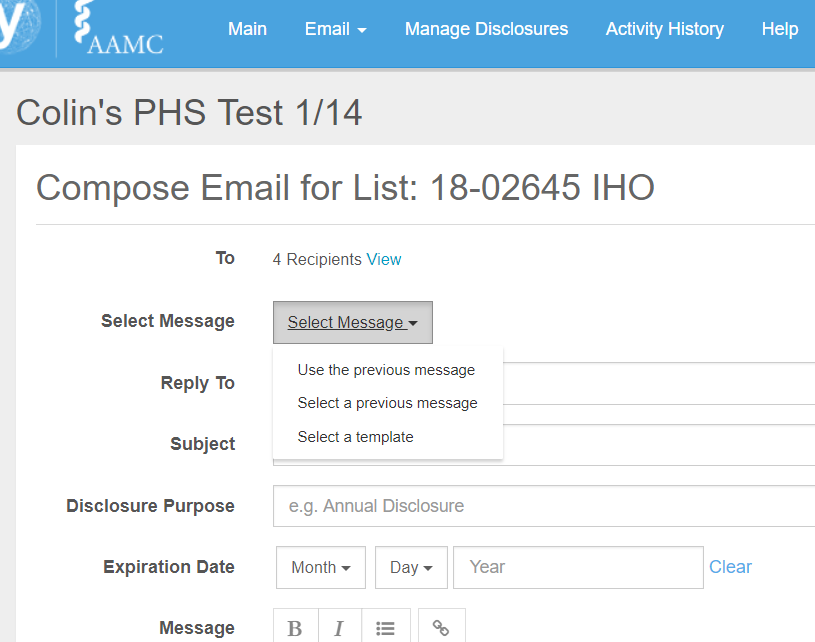 y AAMC Main Email Manage Disclosures Activity History Help
Colin's PHS Test 1/14
Compose Email for List: 18-02645 IHO
To 4 Recipients View
Select Message Select Message
Use the previous message
Reply To
Select a previous message
Select a template
Subject
Disclosure Purpose e.g. Annual Disclosure
Expiration Date Month Day Year Clear
Message B I